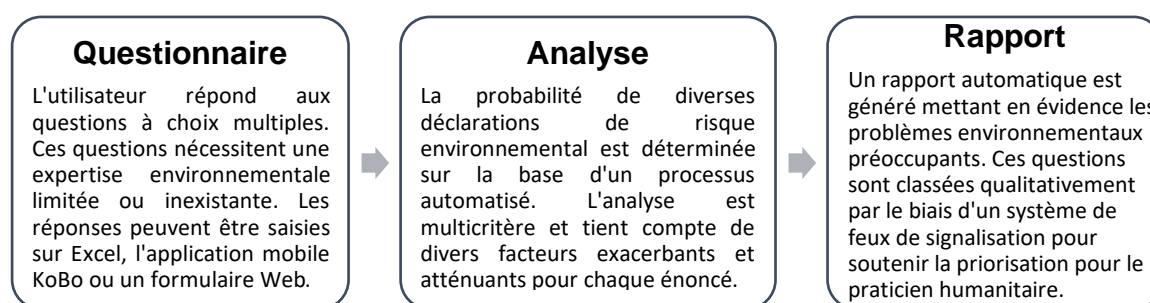 Questionnaire
L'utilisateur répond aux
questions à choix multiples.
Ces questions nécessitent une
expertise environnementale
limitée ou inexistante. Les
réponses peuvent être saisies
sur Excel, l'application mobile
KoBo ou un formulaire Web.
Analyse
La probabilité de diverses
déclarations de risque
environnemental est déterminée
sur la base d'un processus
automatisé. L'analyse est
multicritère et tient compte de
divers facteurs exacerbants et
atténuants pour chaque énoncé.
Rapport
Un rapport automatique est
généré mettant en évidence les
problèmes environnementaux
préoccupants. Ces questions
sont classées qualitativement
par le biais d'un système de
feux de signalisation pour
soutenir la priorisation pour le
praticien humanitaire.